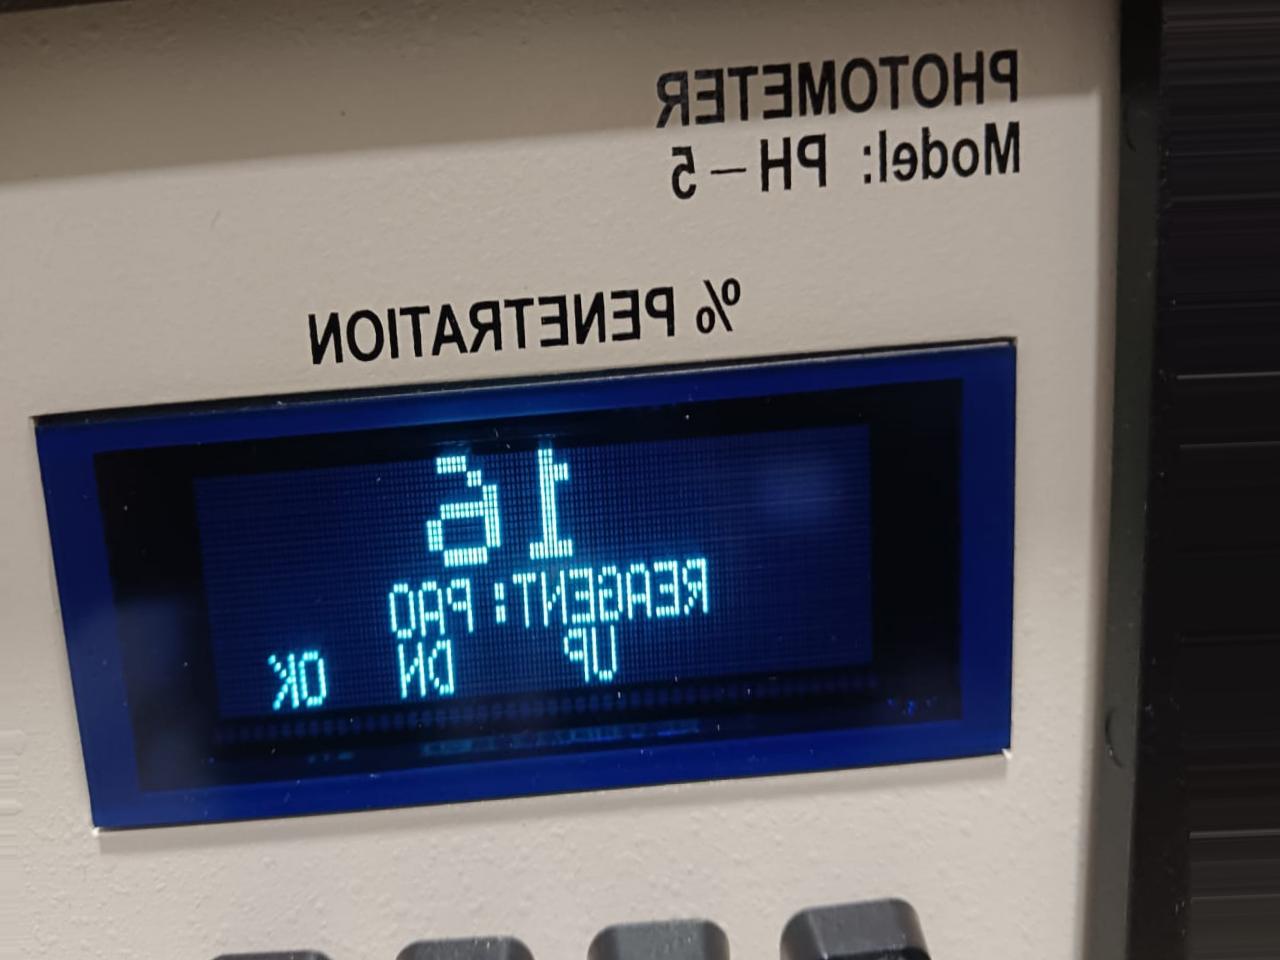 PHOTOMETER
Model: PH-5
% PENETRATION
16
REAGENT: PAO
UP DN OK